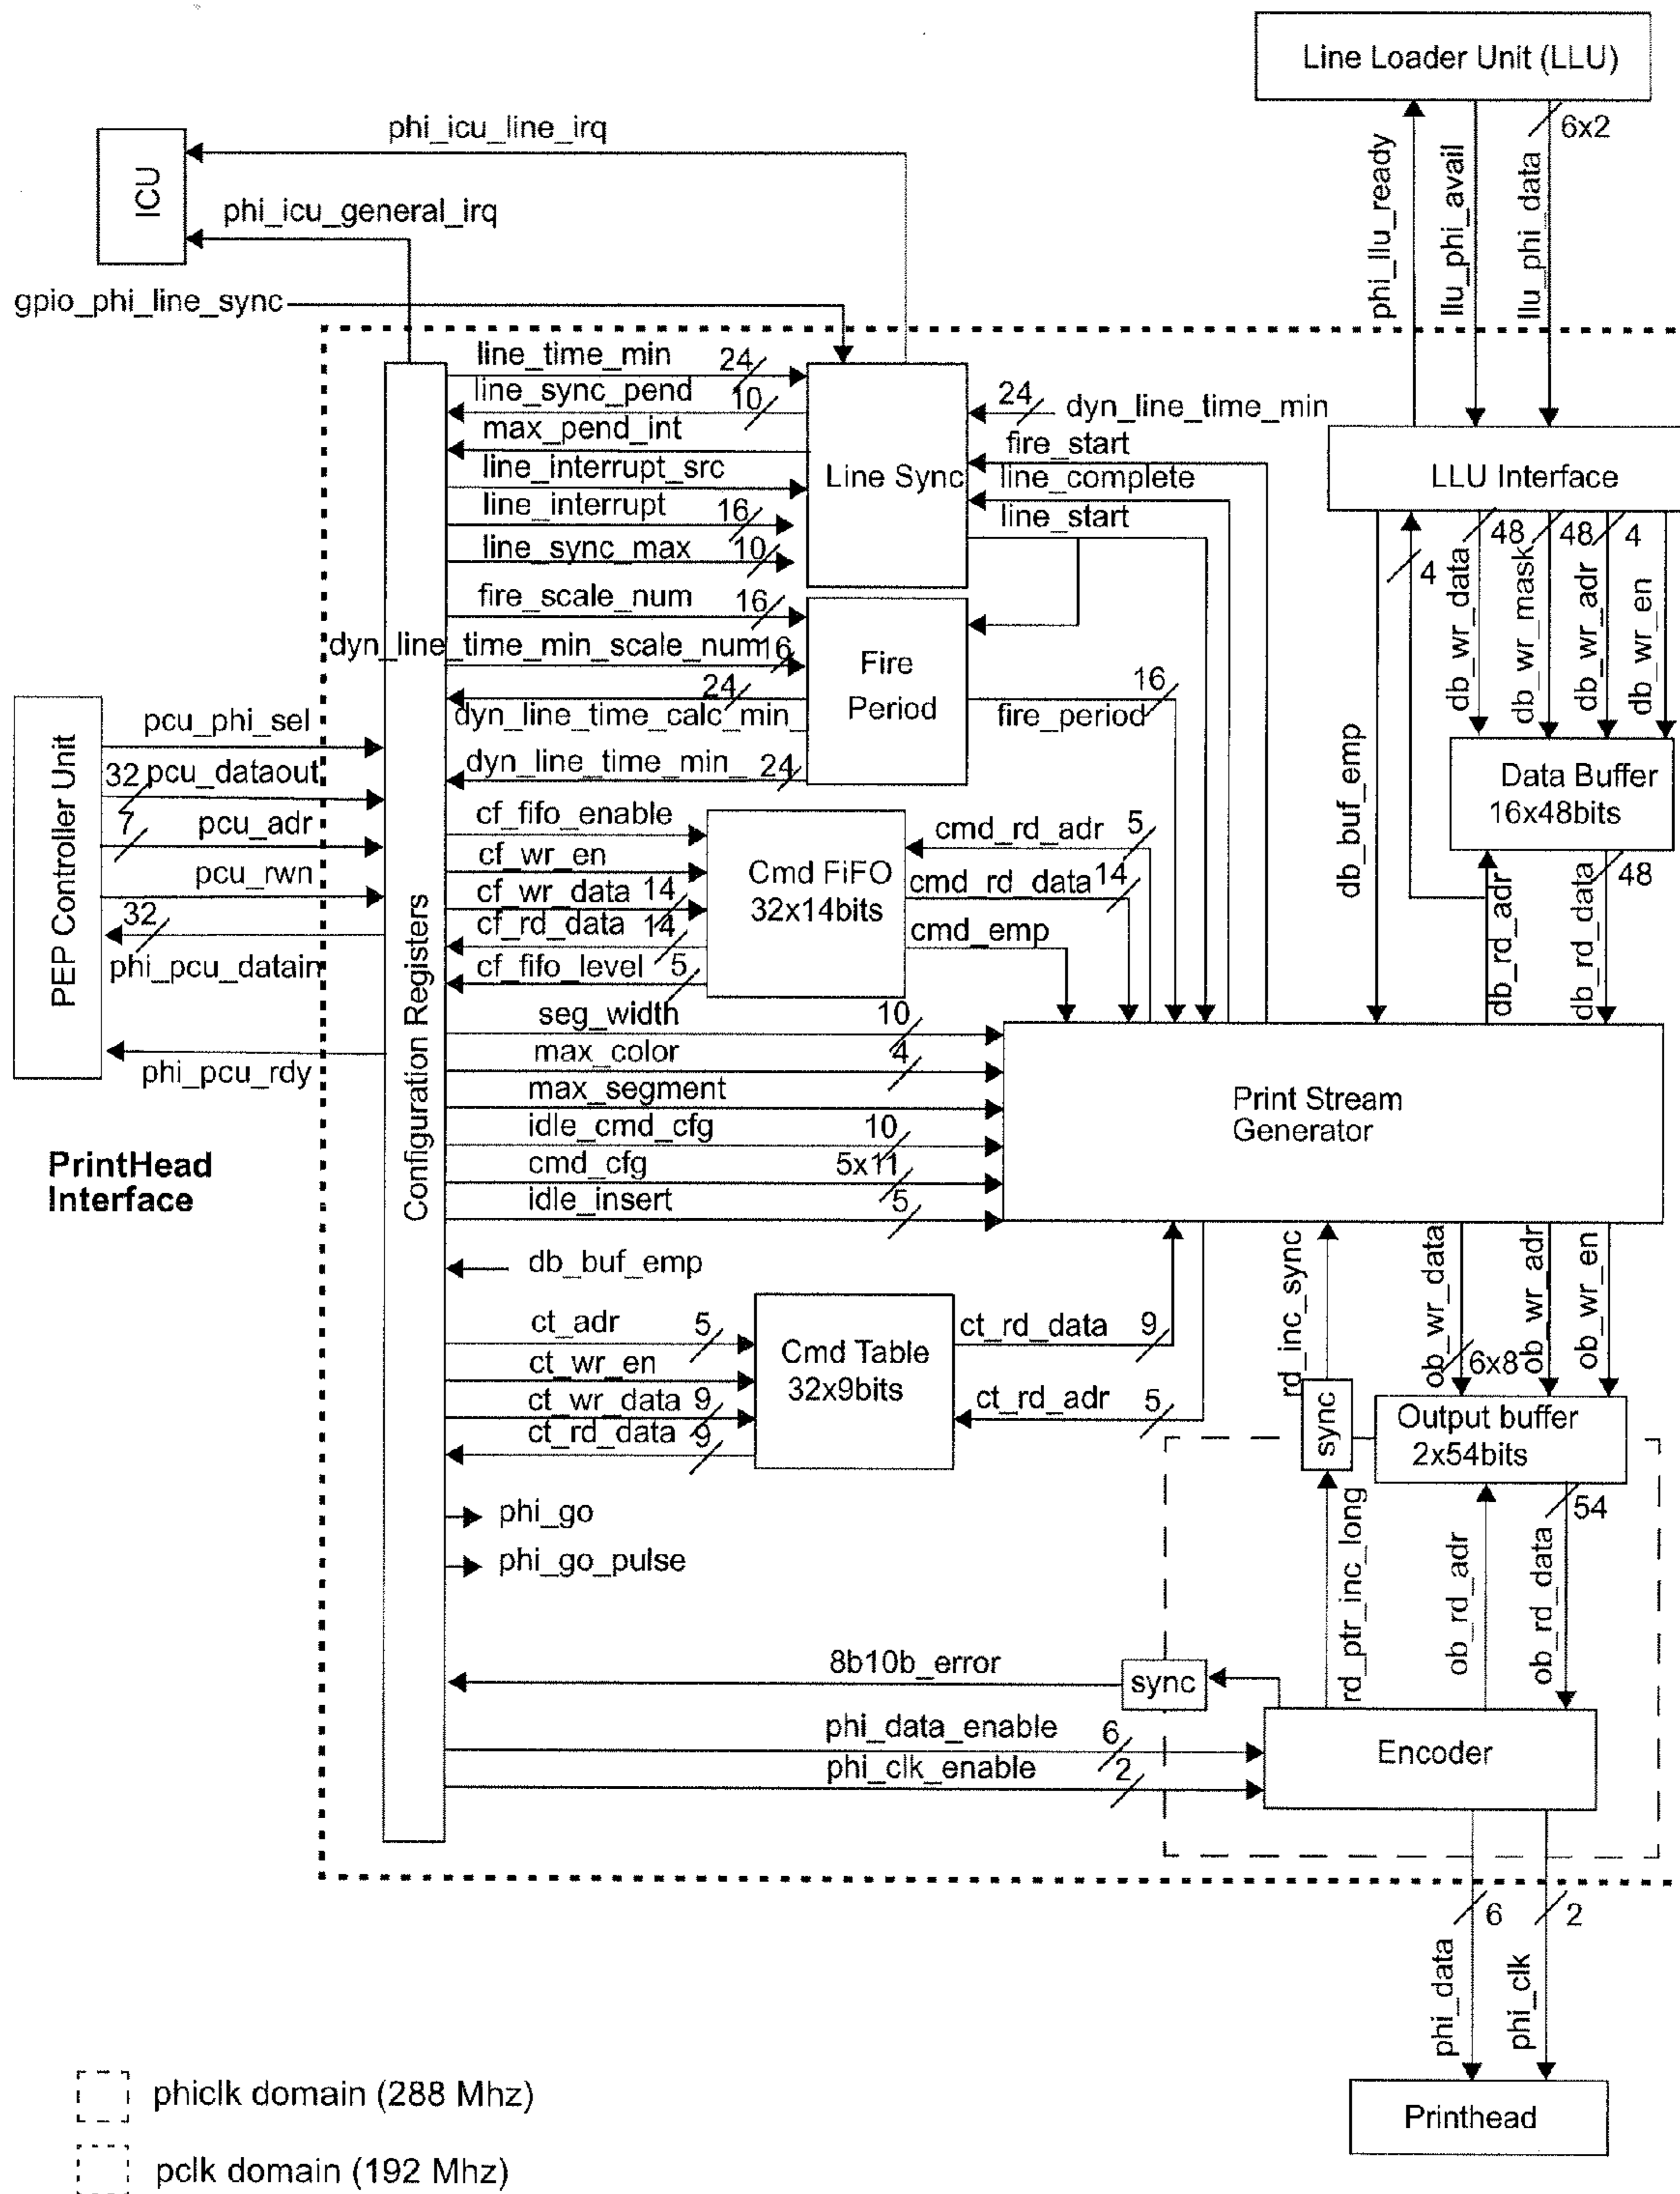 Line Loader Unit (LLU)
6x2
phi_llu_ready
llu_phi_avail
llu_phi_data
phi_icu_line_irq
ICU
phi_icu_general_irq
gpio_phi_line_sync
line_time_min 24
line_sync_pend 10
max_pend_int
line_interrupt_src
line_interrupt 16
line_sync_max 10
Line Sync
24 dyn_line_time_min
fire_start
line_complete
line_start
LLU Interface
4
48 48 4
db_wr_data
db_wr_mask
db_wr_adr
db_wr_en
db_buf_emp
fire_scale_num 16
dyn_line_time_min_scale_num 16
24
dyn_line_time_calc_min_
dyn_line_time_min_ 24
Fire
Period
16
fire_period
Data Buffer
16x48bits
48
db_rd_adr
db_rd_data
PEP Controller Unit
pcu_phi_sel
32 pcu_dataout
7 pcu_adr
pcu_rwn
32
phi_pcu_datain
phi_pcu_rdy
Configuration Registers
cf_fifo_enable
cf_wr_en
cf_wr_data 14
cf_rd_data 14
cf_fifo_level 5
Cmd FiFO
32x14bits
cmd_rd_adr 5
cmd_rd_data 14
cmd_emp
seg_width 10
max_color 4
max_segment
idle_cmd_cfg 10
cmd_cfg 5x11
idle_insert 5
Print Stream
Generator
PrintHead
Interface
db_buf_emp
ct_adr 5
ct_wr_en
ct_wr_data 9
ct_rd_data 9
Cmd Table
32x9bits
ct_rd_data 9
ct_rd_adr 5
rd_inc_sync
ob_wr_data
6x8
ob_wr_adr
ob_wr_en
sync
Output buffer
2x54bits
54
phi_go
phi_go_pulse
rd_ptr_inc_long
ob_rd_adr
ob_rd_data
8b10b_error
sync
phi_data_enable 6
phi_clk_enable 2
Encoder
6 2
phi_data
phi_clk
Printhead
phiclk domain (288 Mhz)
pclk domain (192 Mhz)